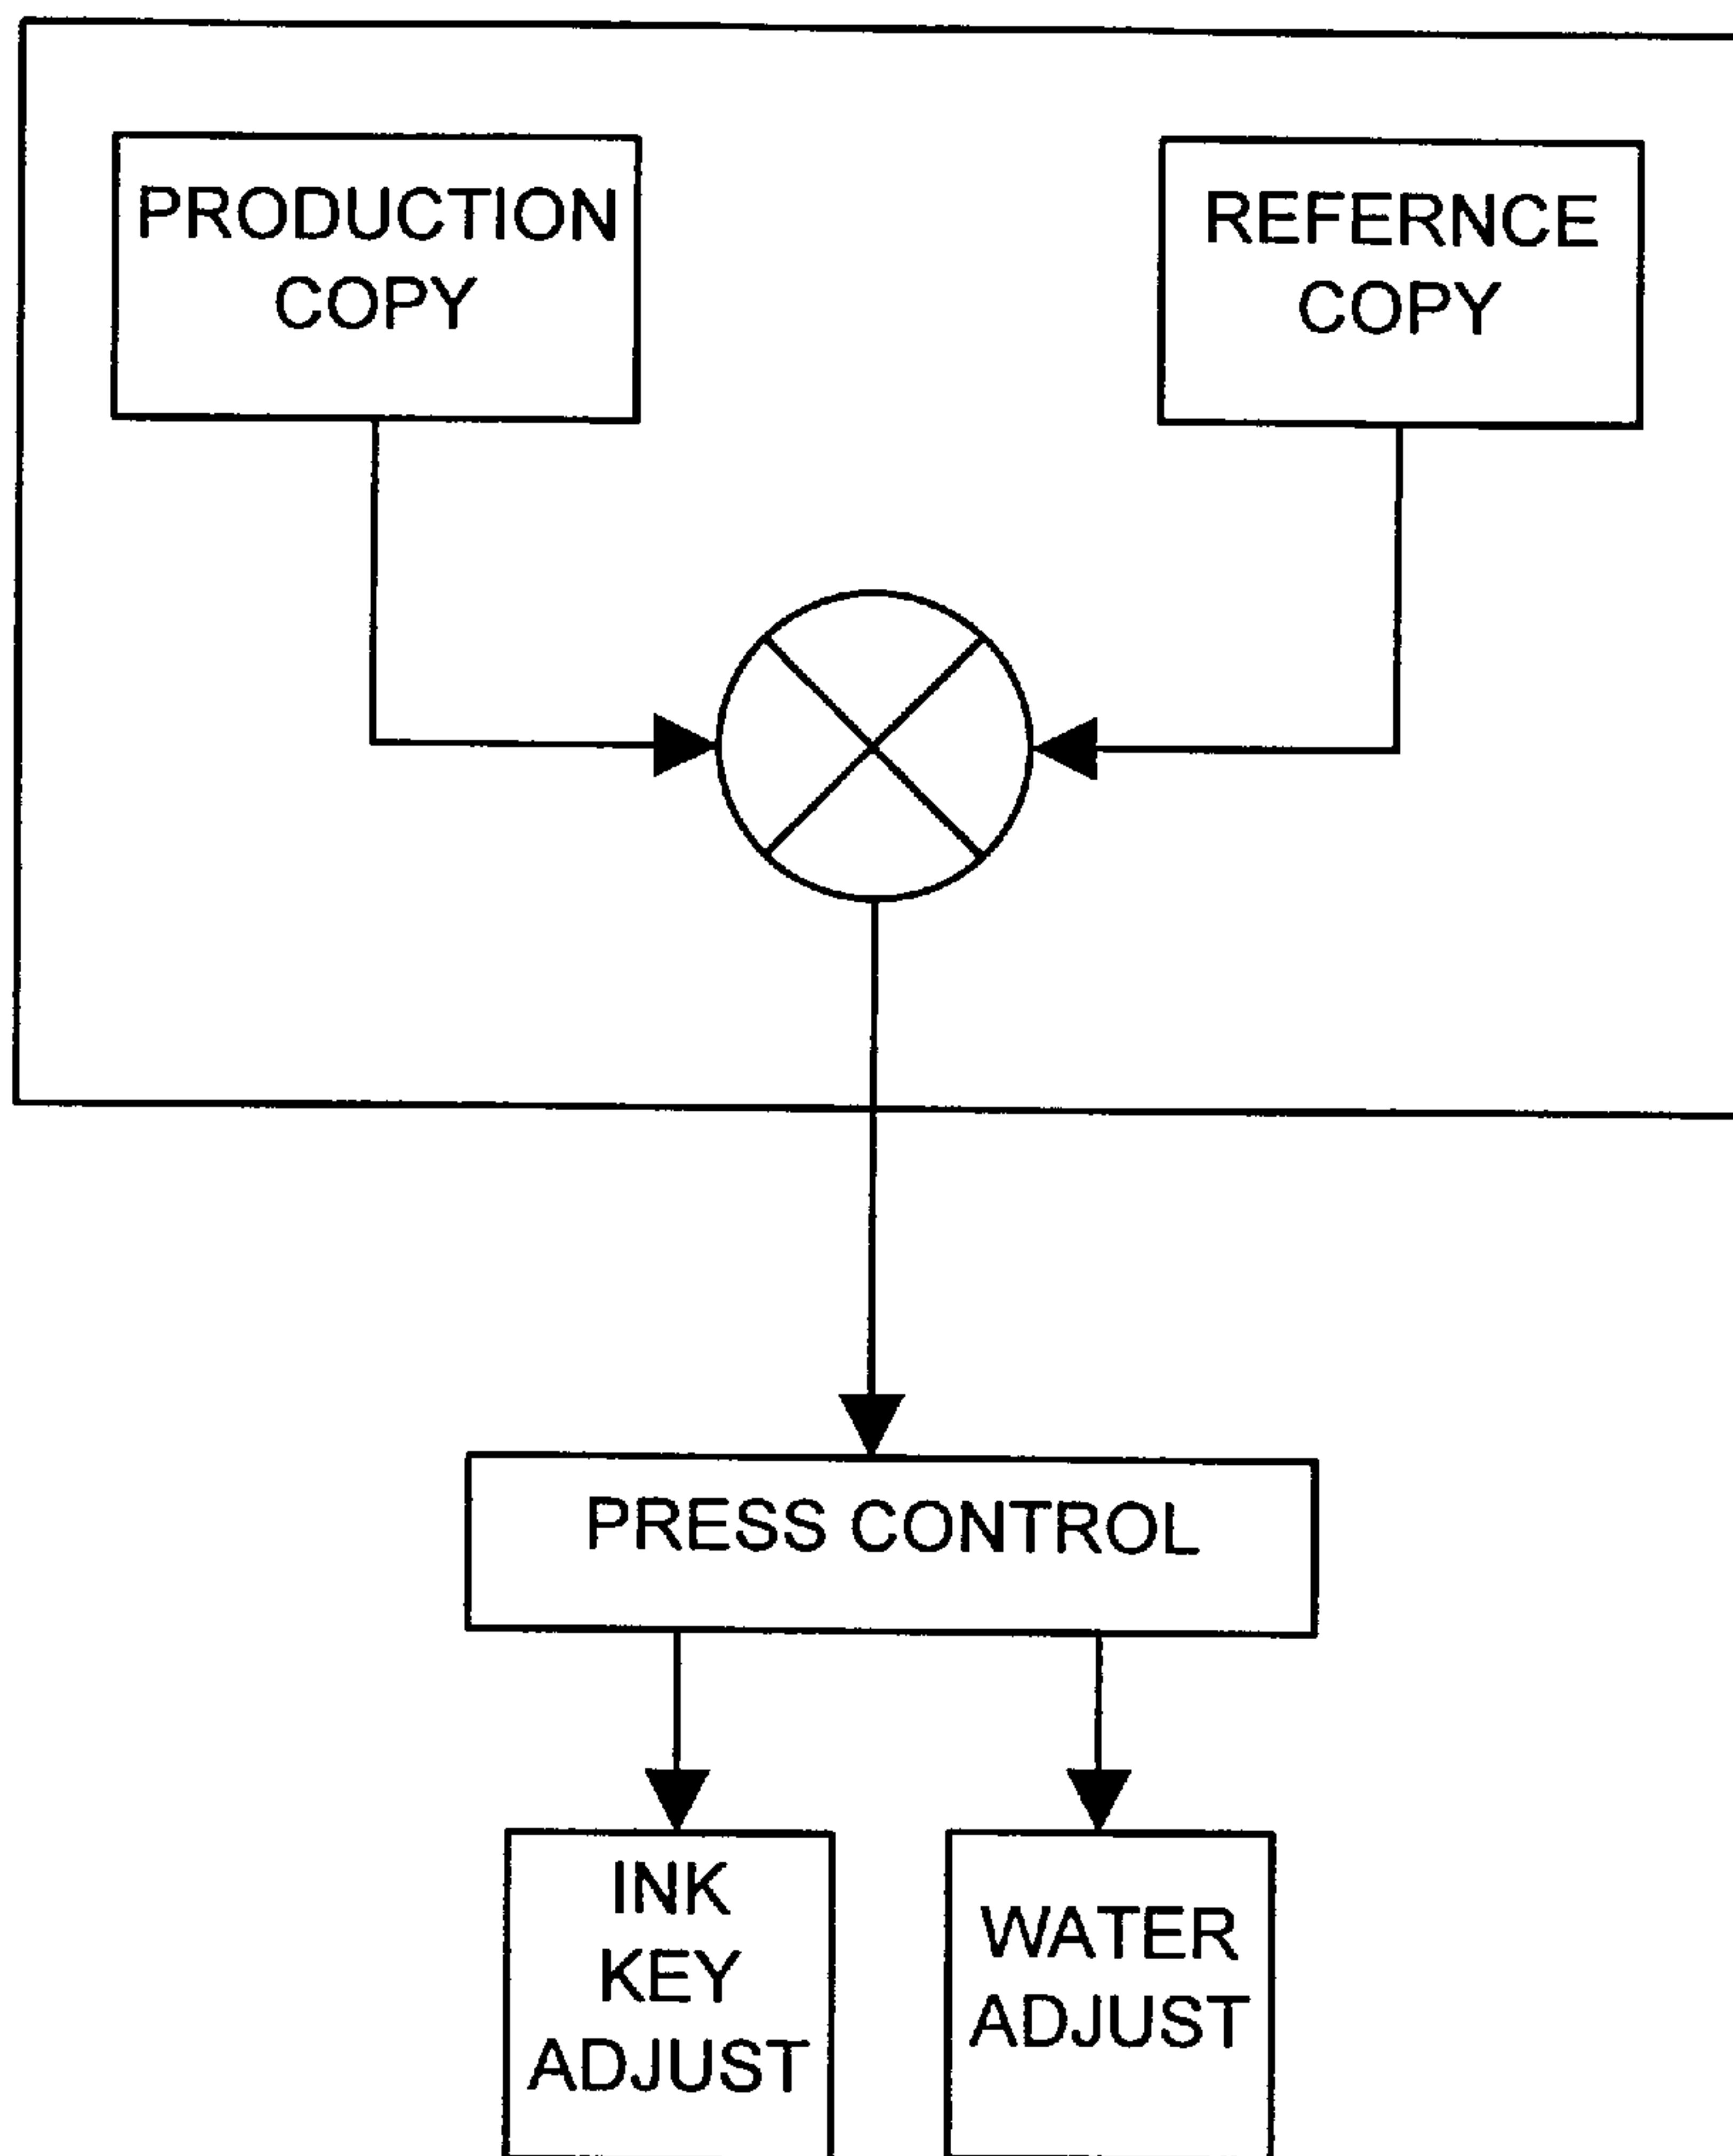 PRODUCTION
COPY
REFERNCE
COPY
PRESS CONTROL
INK
KEY
ADJUST
WATER
ADJUST